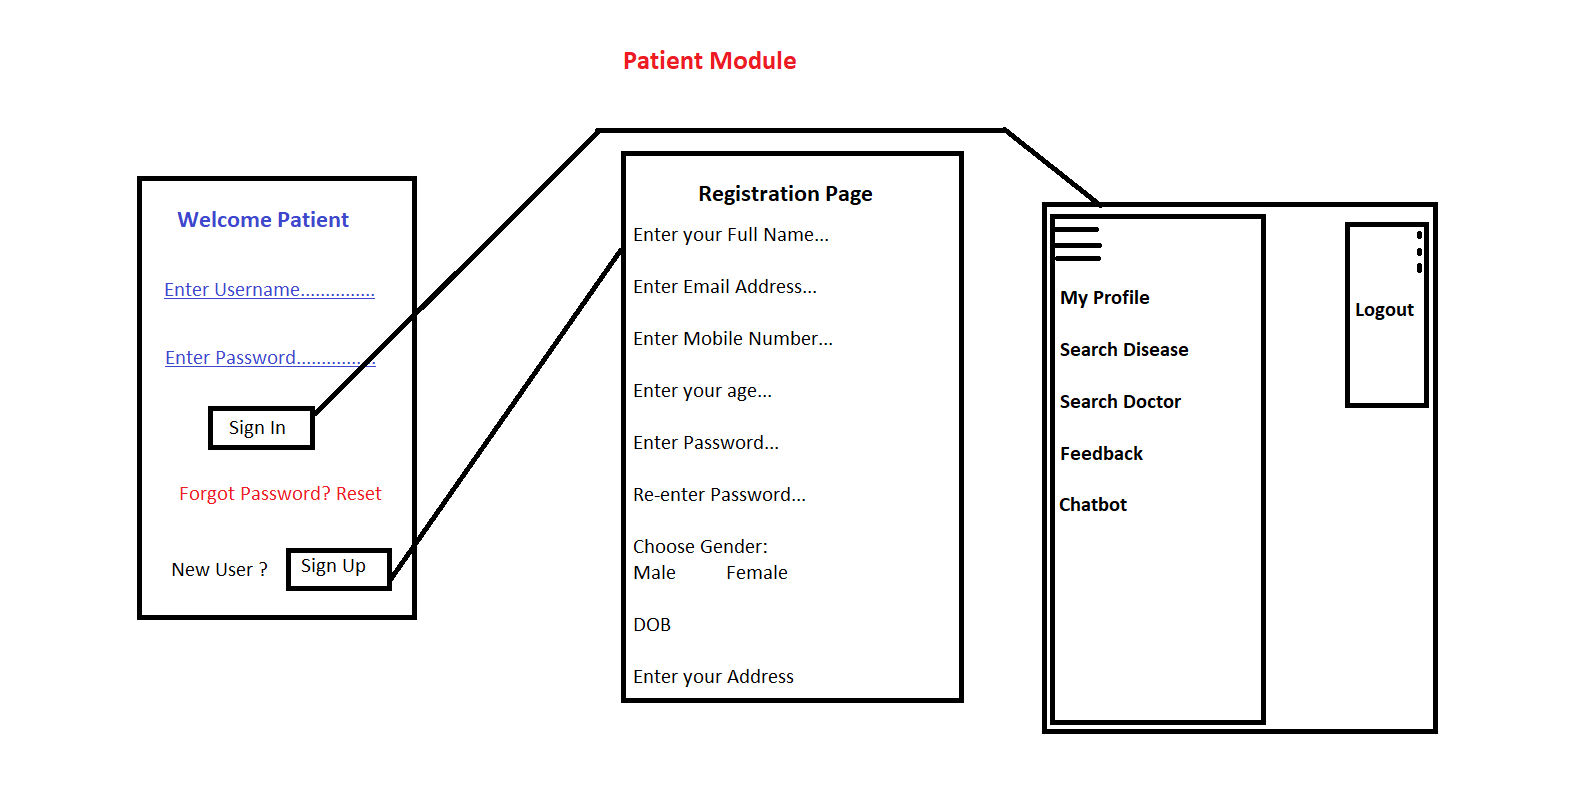 Patient Module
Welcome Patient
Enter Username...............
Enter Password...............
Sign In
Forgot Password? Reset
New User ?
Sign Up
Registration Page
Enter your Full Name...
Enter Email Address...
Enter Mobile Number...
Enter your age...
Enter Password...
Re-enter Password...
Choose Gender:
Male Female
DOB
Enter your Address
My Profile
Search Disease
Search Doctor
Feedback
Chatbot
Logout